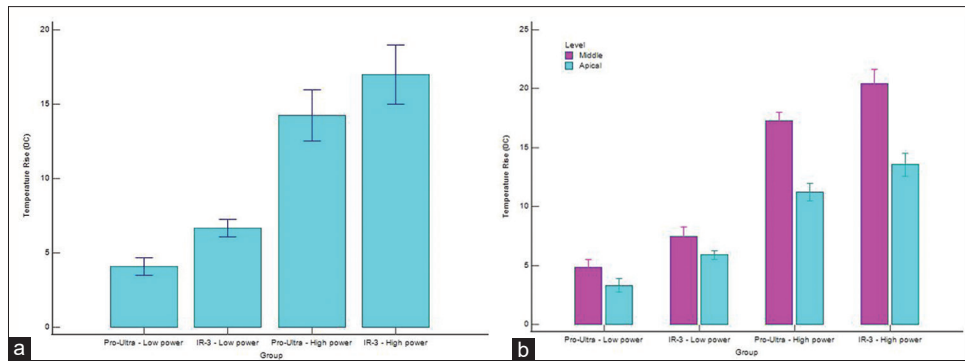 20
15
10
5
0
Temperature Rise (DC)
Pro-Ultra - Low power
IR-3 - Low power
Pro-Ultra - High power
IR-3 - High power
Group
a
25
20
15
10
5
0
Temperature Rise (DC)
Level
Middle
Apical
Pro-Ultra - Low power
IR-3 - Low power
Pro-Ultra - High power
IR-3 - High power
Group
b